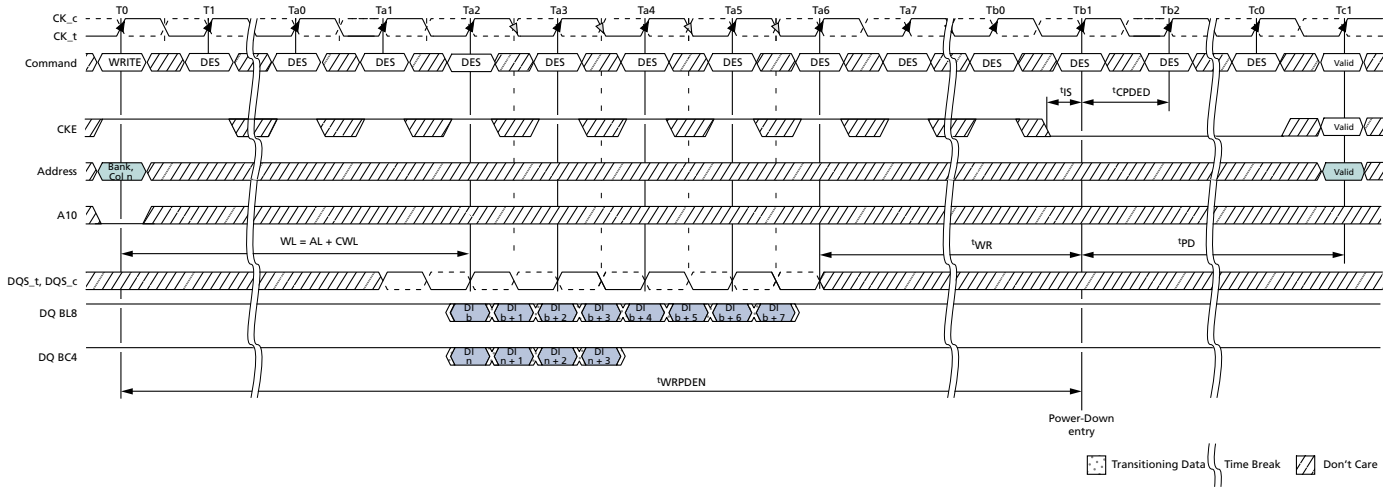 T0 T1 Ta0 Ta1 Ta2 Ta3 Ta4 Ta5 Ta6 Ta7 Tb0 Tb1 Tb2 Tc0 Tc1
CK_c
CK_t
Command WRITE DES DES DES DES DES DES DES DES DES DES DES DES DES Valid
tIS tCPDED
CKE Valid
Address Bank, Col n Valid
A10
WL = AL + CWL tWR tPD
DQS_t, DQS_c
DQ BL8 DI b DI b + 1 DI b + 2 DI b + 3 DI b + 4 DI b + 5 DI b + 6 DI b + 7
DQ BC4 DI n DI n + 1 DI n + 2 DI n + 3
tWRPDEN
Power-Down
entry
Transitioning Data Time Break Don't Care